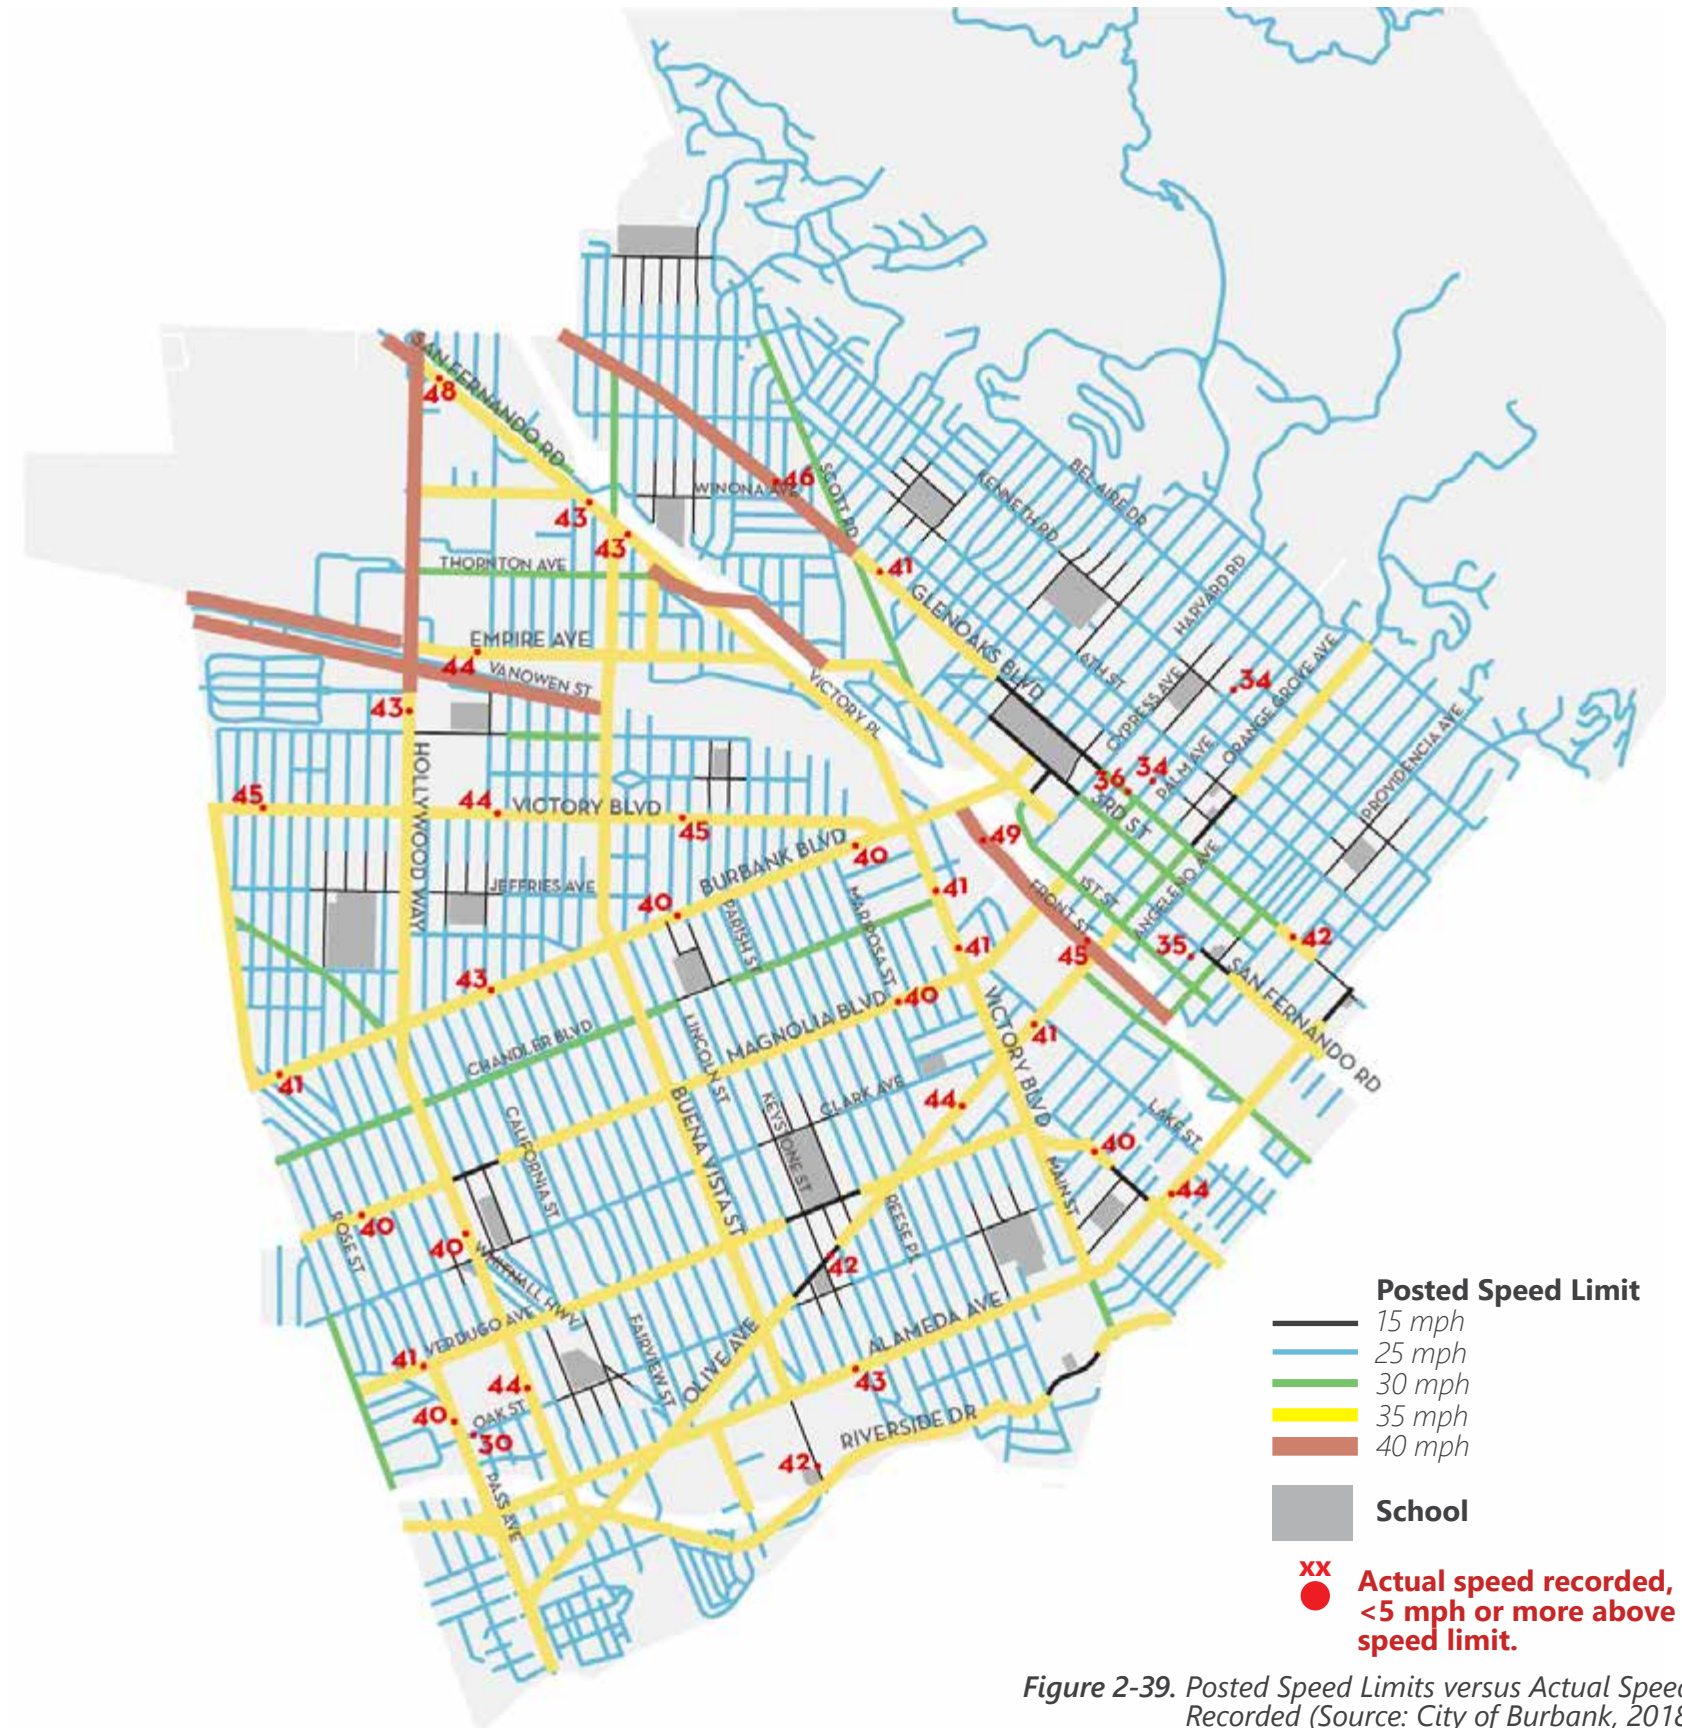 SAN FERNANDO RD
48
46
SCOTT RD
WINONA AVE
KENNETH RD
BEL AIRE DR
43
43
THORNTON AVE
41
GLENOAKS BLVD
HARVARD RD
EMPIRE AVE
44
VANOWEN ST
6TH ST
CYPRESS AVE
34
ORANGE GROVE AVE
43
VICTORY PL
PROVIDENCIA AVE
HOLLYWOOD WAY
45
44
VICTORY BLVD
45
36
34
PALM AVE
3RD ST
49
BURBANK BLVD
40
JEFFRIES AVE
40
PARISH ST
MARIPOSA ST
41
FRONT ST
1ST ST
ANGELENO AVE
41
45
35
42
SAN FERNANDO RD
43
40
MAGNOLIA BLVD
CHANDLER BLVD
LINCOLN ST
VICTORY BLVD
41
41
BUENA VISTA ST
KEYSTONE ST
CLARK AVE
44
CALIFORNIA ST
LAKE ST
40
MAIN ST
44
ROSE ST
40
40
WHITNALL HWY
REESE PL
42
VERDUGO AVE
41
FAIRVIEW ST
OLIVE AVE
ALAMEDA AVE
43
44
40
OAK ST
30
PASS AVE
42
RIVERSIDE DR
Posted Speed Limit
15 mph
25 mph
30 mph
35 mph
40 mph
School
xx
Actual speed recorded,
<5 mph or more above
speed limit.
Figure 2-39. Posted Speed Limits versus Actual Speed
Recorded (Source: City of Burbank, 2018